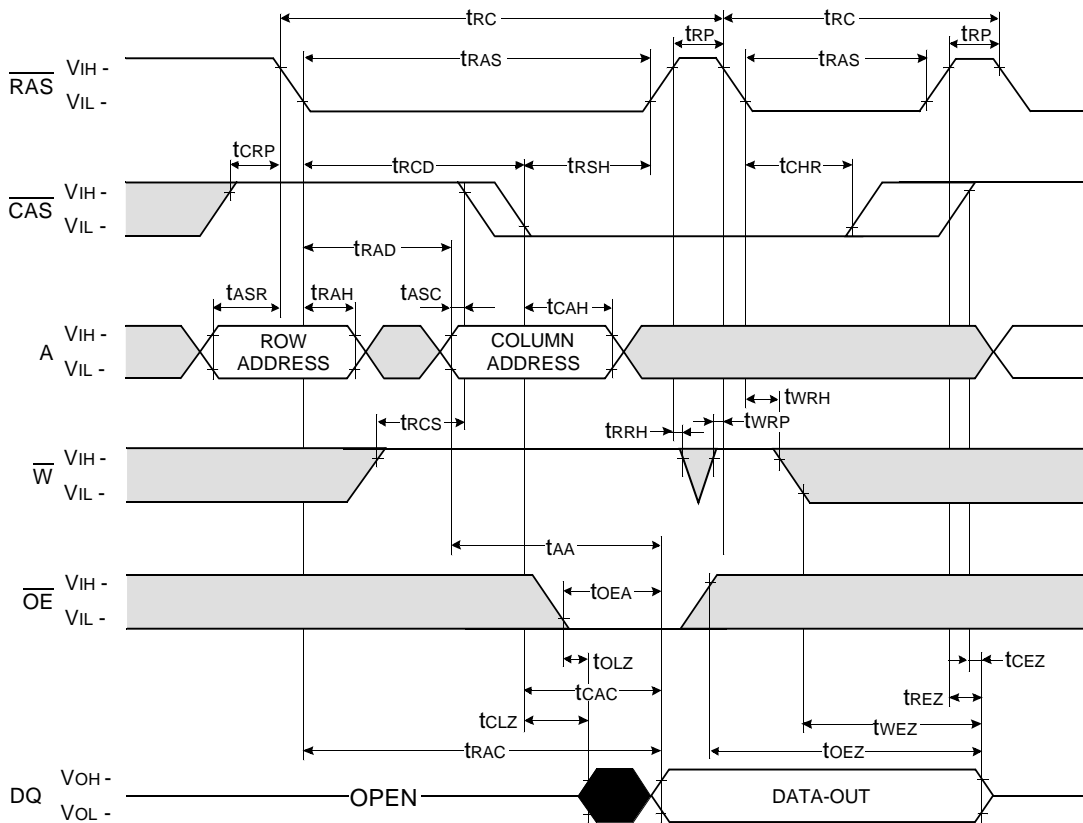 tRC tRC
tRP tRP
tRAS tRAS
RAS VIH -
VIL -
tCRP tRCD tRSH tCHR
CAS VIH -
VIL -
tRAD
tASR tRAH tASC tCAH
A VIH -
VIL -
ROW ADDRESS
COLUMN ADDRESS
tWRH
tRCS tRRH tWRP
W VIH -
VIL -
tAA
OE VIH -
VIL -
tOEA
tOLZ tCEZ
tCAC tREZ
tCLZ tWEZ
tRAC tOEZ
DQ VOH -
VOL -
OPEN DATA-OUT